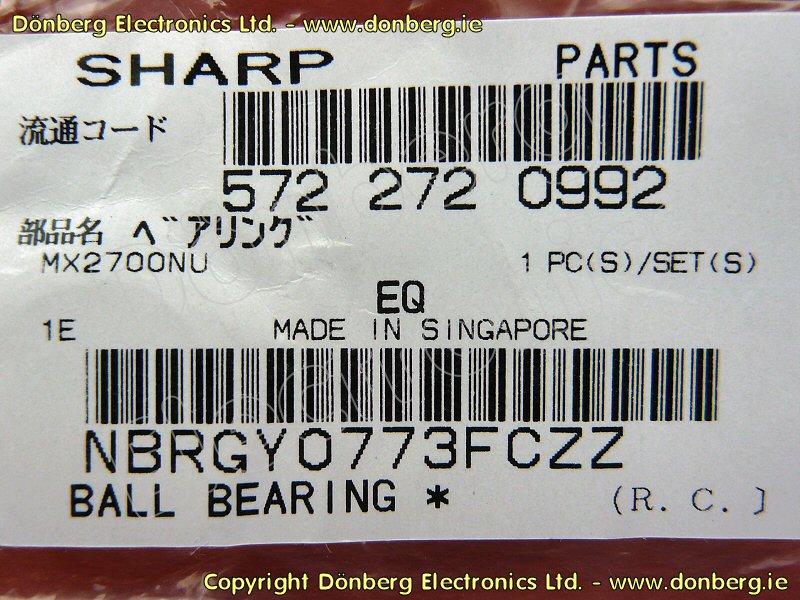 Dönberg Electronics Ltd. - www.donberg.ie
SHARP PARTS
流通コード
572 272 0992
部品名 ベアリング
MX2700NU 1 PC(S)/SET(S)
EQ
1E MADE IN SINGAPORE
NBRGY0773FCZZ
BALL BEARING * (R. C. )
Copyright Dönberg Electronics Ltd. - www.donberg.ie